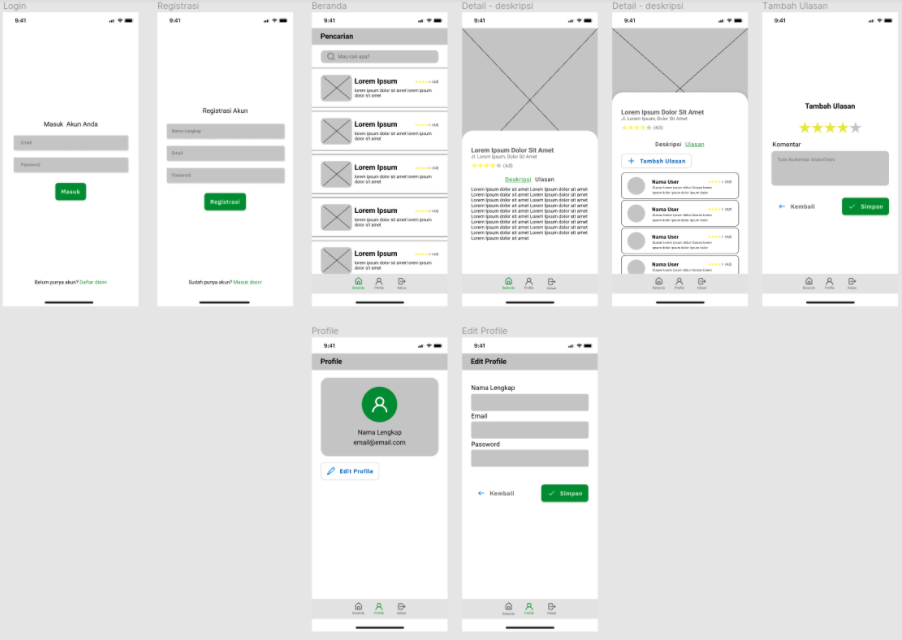 Login
9:41
Masuk Akun Anda
Email
Password
Masuk
Belum punya akun? Daftar disini
Registrasi
9:41
Registrasi Akun
Nama Lengkap
Email
Password
Registrasi
Sudah punya akun? Masuk disini
Beranda
9:41
Pencarian
Mau cari apa?
Lorem Ipsum
(4.0)
lorem ipsum dolor sit amet lorem ipsum
dolor sit amet
Lorem Ipsum
(4.0)
lorem ipsum dolor sit amet lorem ipsum
dolor sit amet
Lorem Ipsum
(4.0)
lorem ipsum dolor sit amet lorem ipsum
dolor sit amet
Lorem Ipsum
(4.0)
lorem ipsum dolor sit amet lorem ipsum
dolor sit amet
Lorem Ipsum
(4.0)
lorem ipsum dolor sit amet lorem ipsum
dolor sit amet
Beranda Profile Keluar
Detail - deskripsi
9:41
Lorem Ipsum Dolor Sit Amet
Jl. Lorem Ipsum, Dolor Sit Amet
(4.0)
Deskripsi Ulasan
Lorem ipsum dolor sit amet Lorem ipsum dolor sit amet
Lorem ipsum dolor sit amet Lorem ipsum dolor sit amet
Lorem ipsum dolor sit amet Lorem ipsum dolor sit amet
Lorem ipsum dolor sit amet Lorem ipsum dolor sit amet
Lorem ipsum dolor sit amet Lorem ipsum dolor sit amet
Lorem ipsum dolor sit amet Lorem ipsum dolor sit amet
Lorem ipsum dolor sit amet Lorem ipsum dolor sit amet
Lorem ipsum dolor sit amet Lorem ipsum dolor sit amet
Lorem ipsum dolor sit amet Lorem ipsum dolor sit amet
Lorem ipsum dolor sit amet
Beranda Profile Keluar
Detail - deskripsi
9:41
Lorem Ipsum Dolor Sit Amet
Jl. Lorem Ipsum, Dolor Sit Amet
(4.0)
Deskripsi Ulasan
+ Tambah Ulasan
Nama User
(4.0)
Nama User
(4.0)
Nama User
(4.0)
Nama User
(4.0)
Beranda Profile Keluar
Tambah Ulasan
9:41
Tambah Ulasan
Komentar
Tulis Komentar anda disini
Kembali
Simpan
Beranda Profile Keluar
Profile
9:41
Profile
Nama Lengkap
email@email.com
Edit Profile
Beranda Profile Keluar
Edit Profile
9:41
Edit Profile
Nama Lengkap
Email
Password
Kembali
Simpan
Beranda Profile Keluar